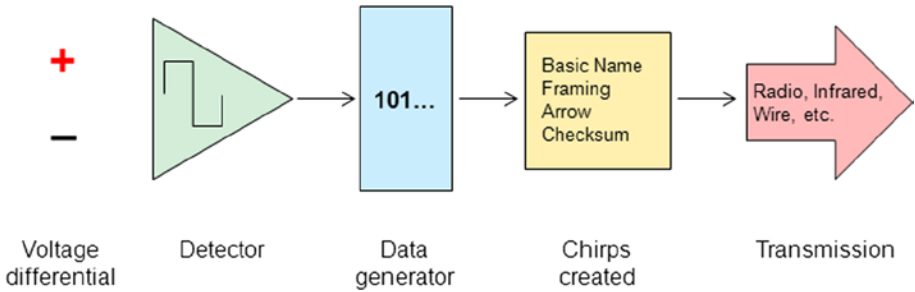 +
−
101...
Basic Name
Framing
Arrow
Checksum
Radio, Infrared,
Wire, etc.
Voltage
differential
Detector
Data
generator
Chirps
created
Transmission